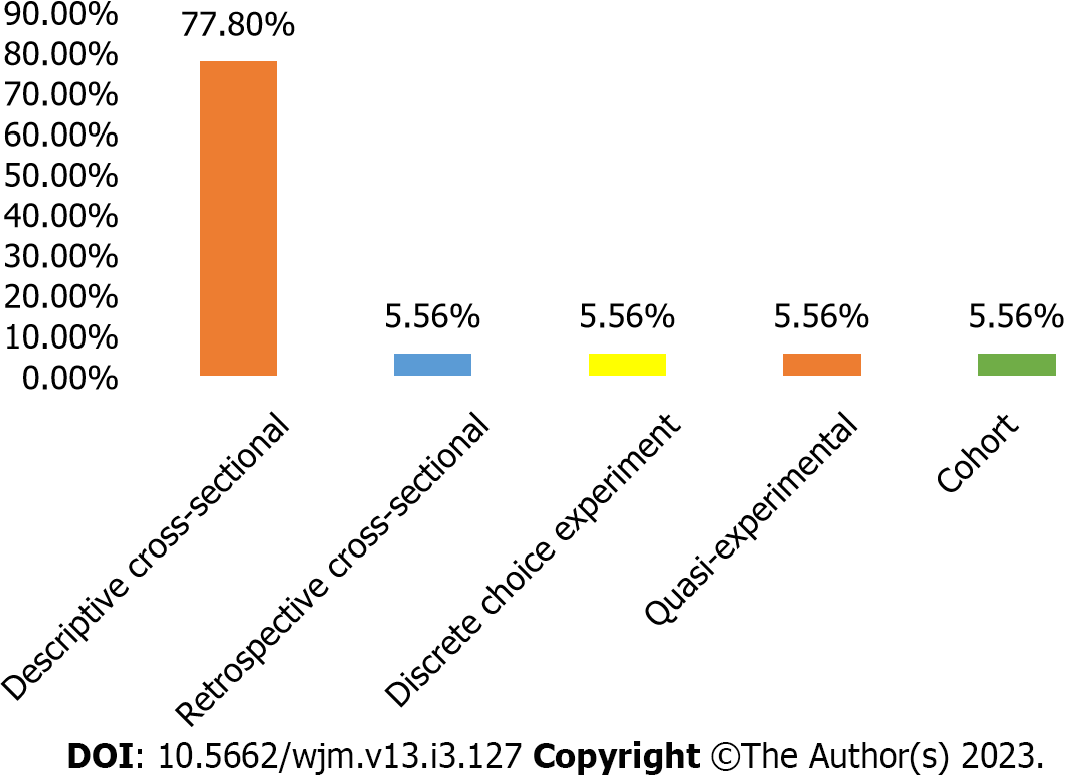 90.00%
80.00%
70.00%
60.00%
50.00%
40.00%
30.00%
20.00%
10.00%
0.00%
77.80%
5.56%
5.56%
5.56%
5.56%
Descriptive cross-sectional
Retrospective cross-sectional
Discrete choice experiment
Quasi-experimental
Cohort
DOI: 10.5662/wjm.v13.i3.127 Copyright ©The Author(s) 2023.